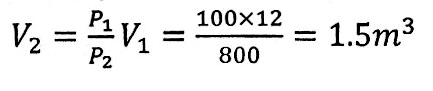 V₂ = P₁/P₂ V₁ = 100×12/800 = 1.5m³